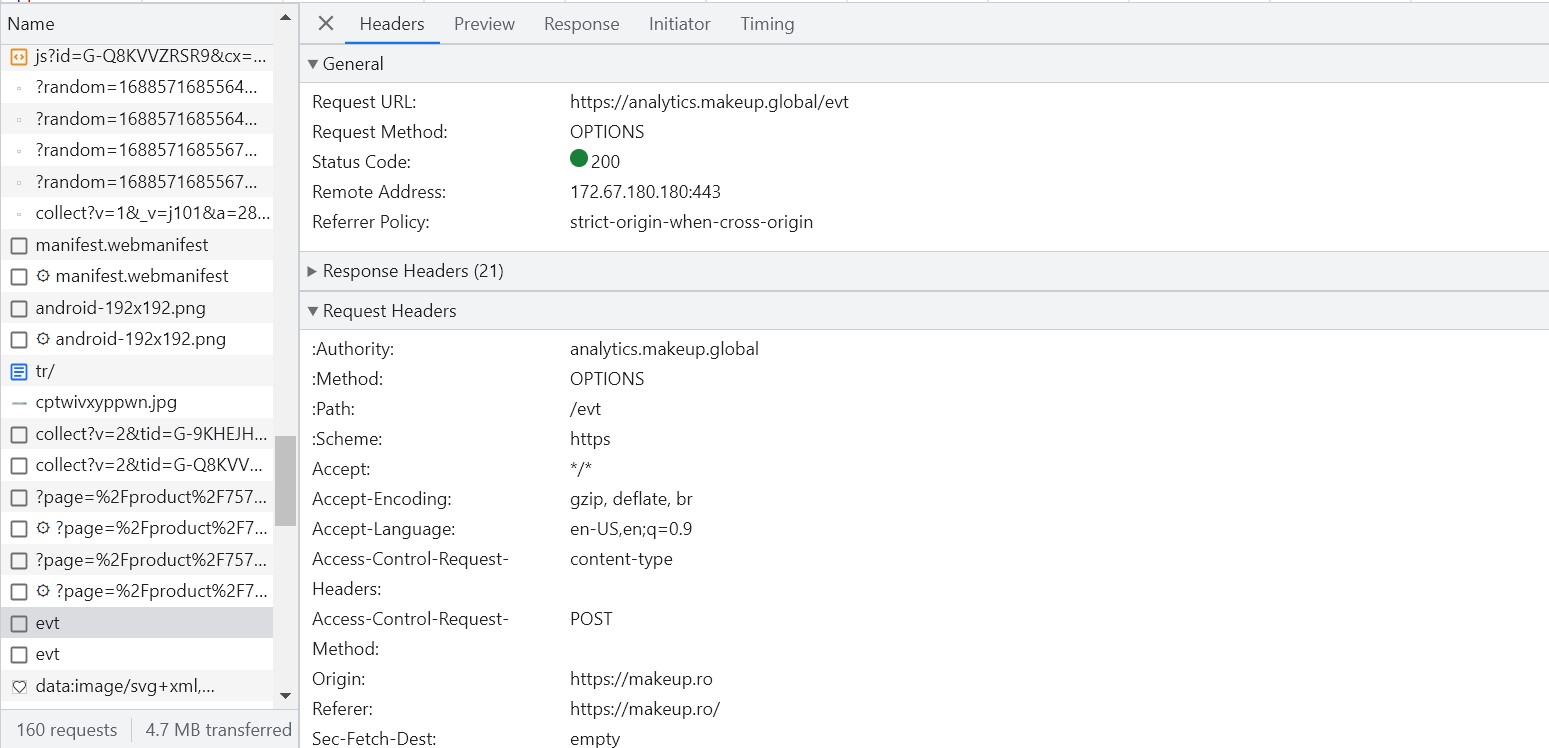 Name
js?id=G-Q8KVVZRSR9&cx=...
?random=1688571685564...
?random=1688571685564...
?random=1688571685567...
?random=1688571685567...
collect?v=1&_v=j101&a=28...
manifest.webmanifest
manifest.webmanifest
android-192x192.png
android-192x192.png
tr/
cptwivxyppwn.jpg
collect?v=2&tid=G-9KHEJH...
collect?v=2&tid=G-Q8KVV...
?page=%2Fproduct%2F757...
?page=%2Fproduct%2F7...
?page=%2Fproduct%2F757...
?page=%2Fproduct%2F7...
evt
evt
data:image/svg+xml,...
160 requests 4.7 MB transferred
Headers Preview Response Initiator Timing
General
Request URL: https://analytics.makeup.global/evt
Request Method: OPTIONS
Status Code: 200
Remote Address: 172.67.180.180:443
Referrer Policy: strict-origin-when-cross-origin
Response Headers (21)
Request Headers
:Authority: analytics.makeup.global
:Method: OPTIONS
:Path: /evt
:Scheme: https
Accept: */*
Accept-Encoding: gzip, deflate, br
Accept-Language: en-US,en;q=0.9
Access-Control-Request- content-type
Headers:
Access-Control-Request- POST
Method:
Origin: https://makeup.ro
Referer: https://makeup.ro/
Sec-Fetch-Dest: empty